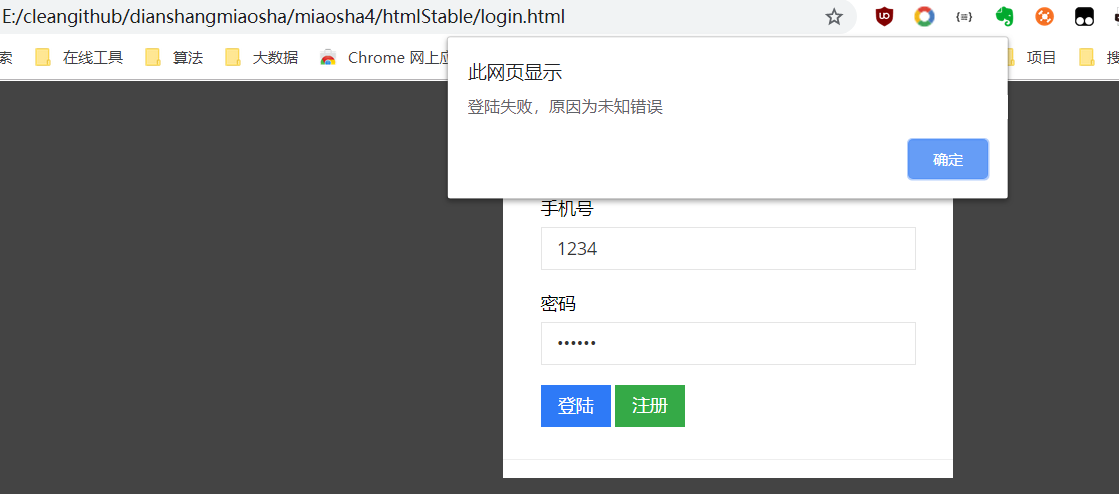 E:/cleangithub/dianshangmiaosha/miaosha4/htmlStable/login.html
索 在线工具 算法 大数据 Chrome 网上应 项目 搜
此网页显示
登陆失败，原因为未知错误
确定
手机号
1234
密码
••••••
登陆 注册